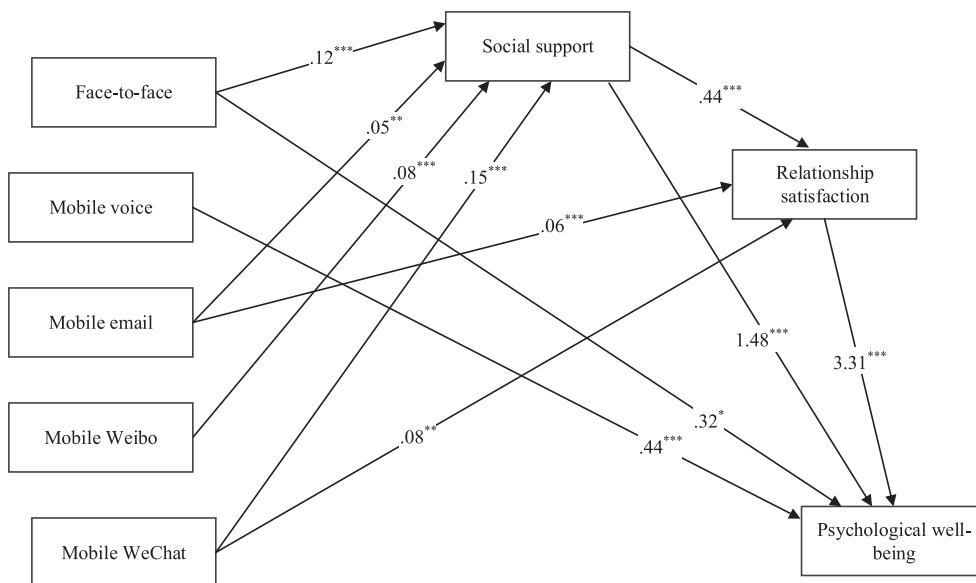 Social support
.12***
Face-to-face
.44***
.05**
.08***
.15***
Relationship
satisfaction
Mobile voice
.06***
Mobile email
1.48***
3.31***
Mobile Weibo
.32*
.08**
.44***
Psychological well-
being
Mobile WeChat